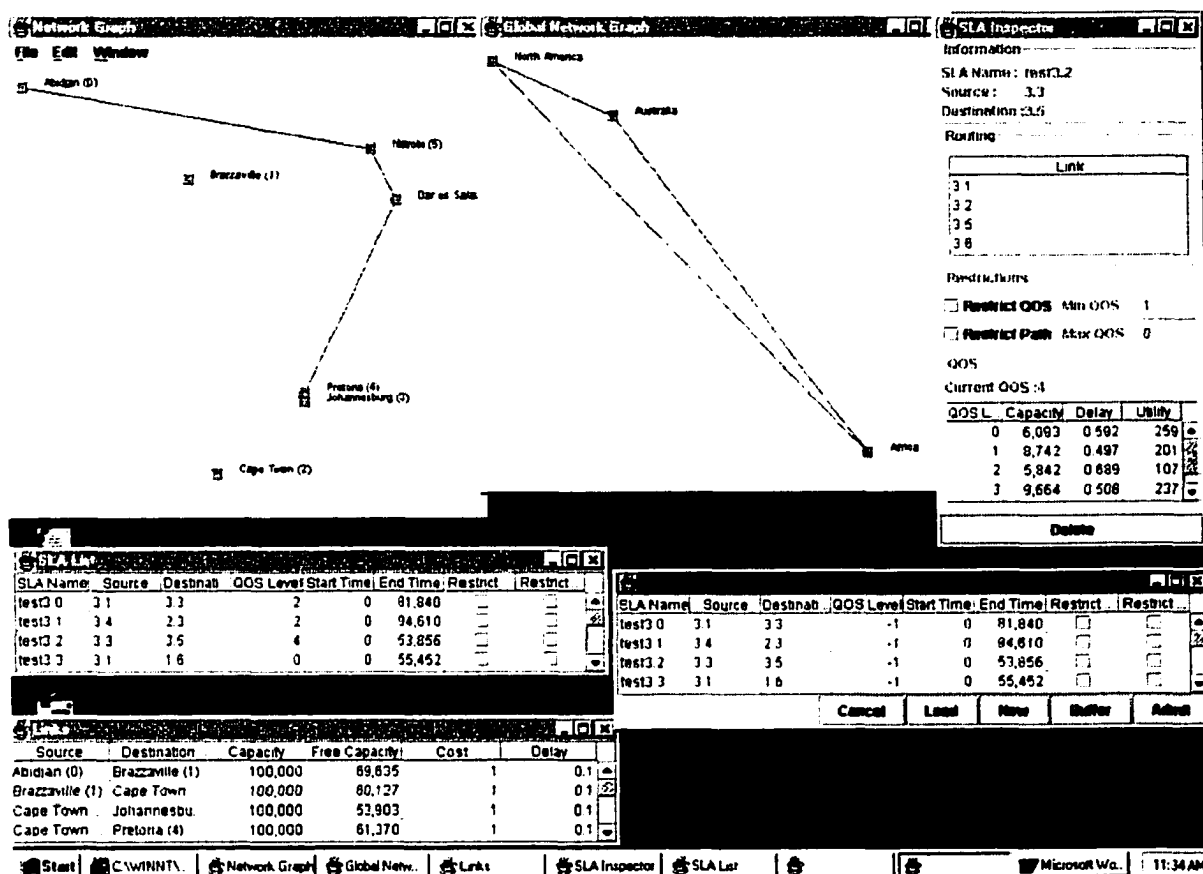 Network Graph
File Edit Window
Abidjan (0)
Nairobi (5)
Brazzaville (1)
Dar es Sala
Pretoria (4)
Johannesburg (3)
Cape Town (2)
Global Network Graph
North America
Australia
Africa
SLA Inspector
Information
SLA Name : test3.2
Source : 3.3
Destination :3.5
Routing
Link
3.1
3.2
3.5
3.6
Restrictions
Restrict QOS Min QOS 1
Restrict Path Max QOS 0
QOS
Current QOS :4
QOS L... Capacity Delay Utility
0 6,093 0.592 259
1 8,742 0.497 201
2 5,842 0.689 107
3 9,664 0.508 237
Delete
SLA List
SLA Name Source Destinati... QOS Level Start Time End Time Restrict... Restrict...
test3.0 3.1 3.3 2 0 81,840
test3.1 3.4 2.3 2 0 94,610
test3.2 3.3 3.5 4 0 53,856
test3.3 3.1 1.6 0 0 55,452
SLA Name Source Destinati... QOS Level Start Time End Time Restrict... Restrict...
test3.0 3.1 3.3 -1 0 81,840
test3.1 3.4 2.3 -1 0 94,610
test3.2 3.3 3.5 -1 0 53,856
test3.3 3.1 1.6 -1 0 55,452
Cancel Load New Buffer Admit
Links
Source Destination Capacity Free Capacity Cost Delay
Abidjan (0) Brazzaville (1) 100,000 69,635 1 0.1
Brazzaville (1) Cape Town... 100,000 60,127 1 0.1
Cape Town... Johannesbu... 100,000 53,903 1 0.1
Cape Town... Pretoria (4) 100,000 61,370 1 0.1
Start C:\WINNT\.. Network Graph Global Netw.. Links SLA Inspector SLA List Microsoft Wo.. 11:34 AM